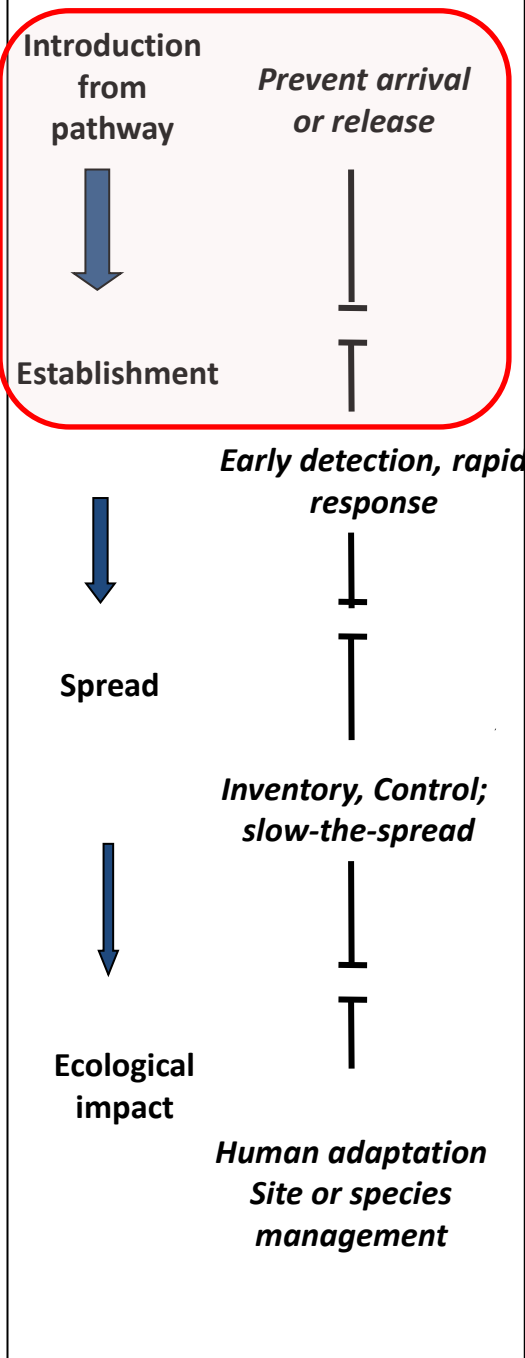 Introduction
from
pathway
Prevent arrival
or release
Establishment
Early detection, rapid
response
Spread
Inventory, Control;
slow-the-spread
Ecological
impact
Human adaptation
Site or species
management